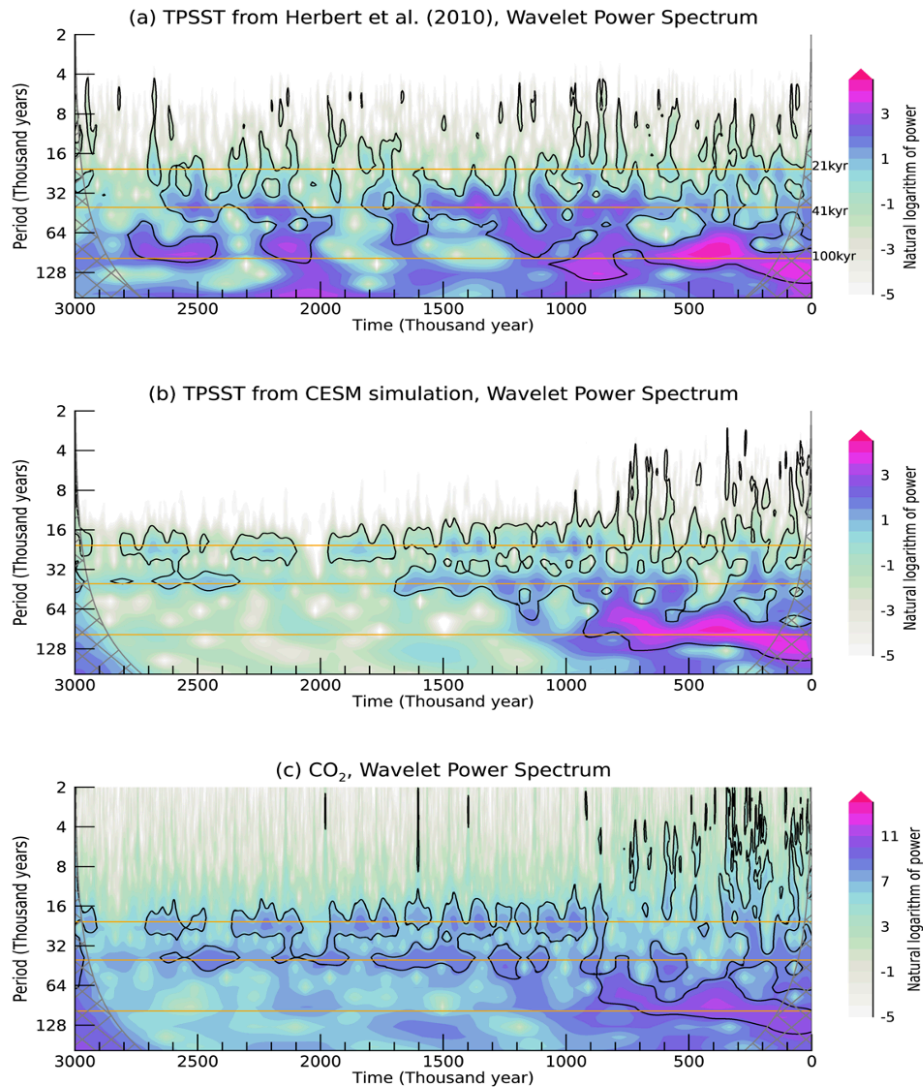 (a) TPSST from Herbert et al. (2010), Wavelet Power Spectrum
2
4
8
16
32
64
128
Period (Thousand years)
21kyr
41kyr
100kyr
3000 2500 2000 1500 1000 500 0
Time (Thousand year)
3
1
-1
-3
-5
Natural logarithm of power
(b) TPSST from CESM simulation, Wavelet Power Spectrum
2
4
8
16
32
64
128
Period (Thousand years)
3000 2500 2000 1500 1000 500 0
Time (Thousand year)
3
1
-1
-3
-5
Natural logarithm of power
(c) CO₂, Wavelet Power Spectrum
2
4
8
16
32
64
128
Period (Thousand years)
3000 2500 2000 1500 1000 500 0
Time (Thousand year)
11
7
3
-1
-5
Natural logarithm of power